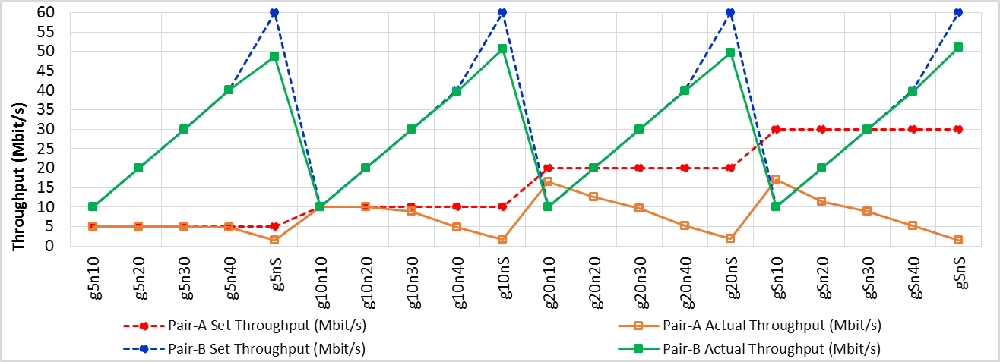 Throughput (Mbit/s)
60
55
50
45
40
35
30
25
20
15
10
5
0
g5n10
g5n20
g5n30
g5n40
g5nS
g10n10
g10n20
g10n30
g10n40
g10nS
g20n10
g20n20
g20n30
g20n40
g20nS
gSn10
gSn20
gSn30
gSn40
gSnS
Pair-A Set Throughput (Mbit/s)
Pair-A Actual Throughput (Mbit/s)
Pair-B Set Throughput (Mbit/s)
Pair-B Actual Throughput (Mbit/s)